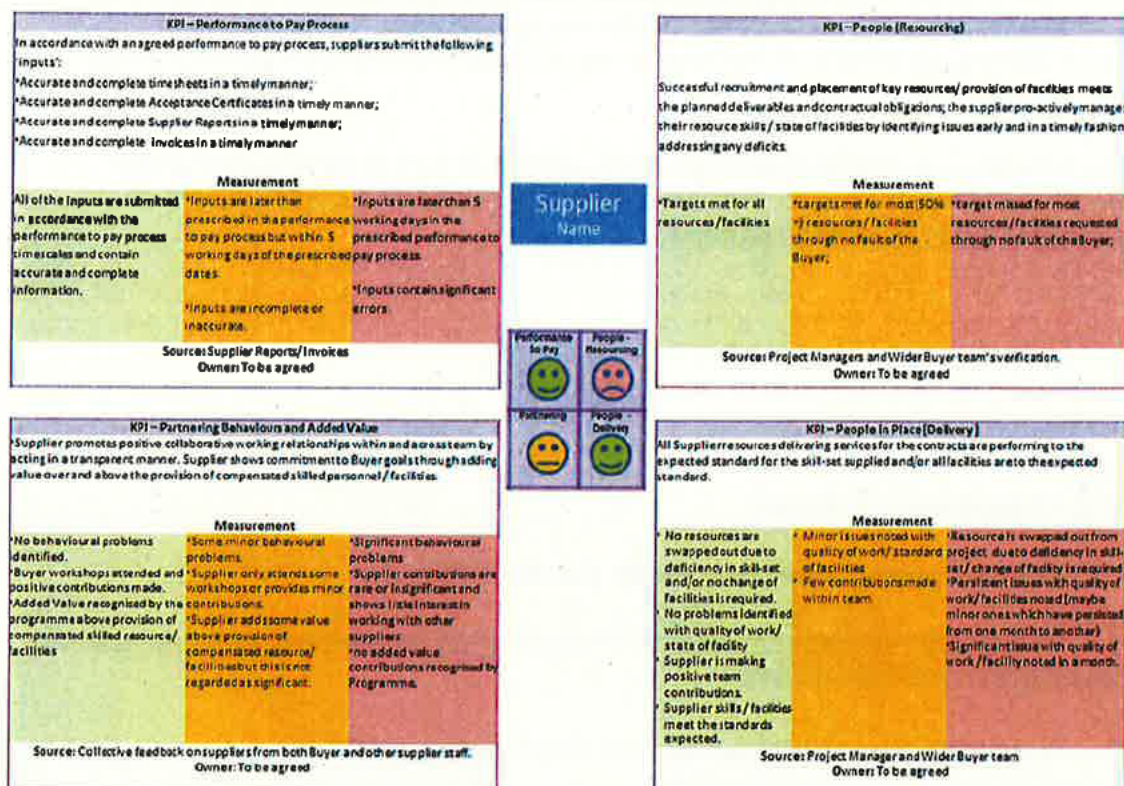 KPI – Performance to Pay Process
In accordance with an agreed performance to pay process, suppliers submit the following
'inputs':
*Accurate and complete timesheets in a timely manner;
*Accurate and complete Acceptance Certificates in a timely manner;
*Accurate and complete Supplier Reports in a timely manner;
*Accurate and complete invoices in a timely manner
Measurement
All of the Inputs are submitted
in accordance with the
performance to pay process
timescales and contain
accurate and complete
information.
*Inputs are later than
prescribed in the performance
to pay process but within 5
working days of the prescribed
dates.
*Inputs are incomplete or
inaccurate.
*Inputs are later than 5
working days in the
prescribed performance to
pay process.
*Inputs contain significant
errors.
Source: Supplier Reports/ Invoices
Owner: To be agreed
KPI – People (Resourcing)
Successful recruitment and placement of key resources/ provision of facilities meets
the planned deliverables and contractual obligations; the supplier pro-actively manage
their resource skills / state of facilities by identifying issues early and in a timely fashion
addressing any deficits.
Measurement
*Targets met for all
resources/facilities
*targets met for most (50%
+) resources / facilities
through no fault of the
Buyer;
*target missed for most
resources/facilities requested
through no fault of the Buyer;
Source: Project Managers and Wider Buyer team's verification.
Owner: To be agreed
Supplier
Name
Performance
to Pay
People -
Resourcing
Partnering
People -
Delivery
KPI – Partnering Behaviours and Added Value
*Supplier promotes positive collaborative working relationships within and across team by
acting in a transparent manner. Supplier shows commitment to Buyer goals through adding
value over and above the provision of compensated skilled personnel / facilities.
Measurement
*No behavioural problems
identified.
*Buyer workshops attended and
positive contributions made.
*Added Value recognised by the
programme above provision of
compensated skilled resource/
facilities
*Some minor behavioural
problems.
*Supplier only attends some
workshops or provides minor
contributions.
*Supplier adds some value
above provision of
compensated resource/
facilities but this is not
regarded as significant.
*Significant behavioural
problems
*Supplier contributions are
rare or insignificant and
shows little interest in
working with other
suppliers
*no added value
contributions recognised by
Programme.
Source: Collective feedback on suppliers from both Buyer and other supplier staff.
Owner: To be agreed
KPI – People in Place (Delivery)
All Supplier resources delivering services for the contracts are performing to the
expected standard for the skill-set supplied and/or all facilities are to the expected
standard.
Measurement
* No resources are
swapped out due to
deficiency in skill-set
and/or no change of
facilities is required.
* No problems identified
with quality of work/
state of facility
* Supplier is making
positive team
contributions.
* Supplier skills / facilities
meet the standards
expected.
* Minor issues noted with
quality of work/ standard
of facilities
* Few contributions made
within team.
*Resource is swapped out from
project due to deficiency in skill-
set/ change of facility is required
*Persistent issues with quality of
work/ facilities noted (may be
minor ones which have persisted
from one month to another)
*Significant issue with quality of
work /facility noted in a month.
Source: Project Manager and Wider Buyer team
Owner: To be agreed